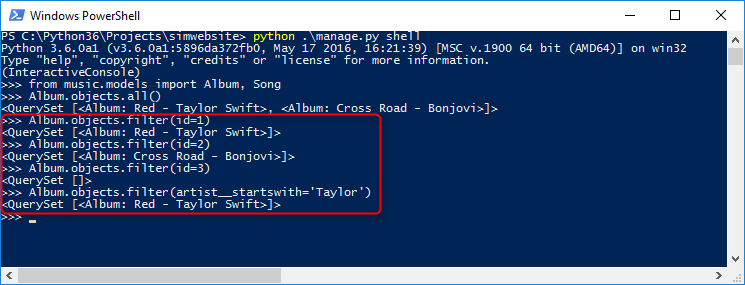 Windows PowerShell
PS C:\Python36\Projects\simwebsite> python .\manage.py shell
Python 3.6.0a1 (v3.6.0a1:5896da372fb0, May 17 2016, 16:21:39) [MSC v.1900 64 bit (AMD64)] on win32
Type "help", "copyright", "credits" or "license" for more information.
(InteractiveConsole)
>>> from music.models import Album, Song
>>> Album.objects.all()
<QuerySet [<Album: Red - Taylor Swift>, <Album: Cross Road - Bonjovi>]>
>>> Album.objects.filter(id=1)
<QuerySet [<Album: Red - Taylor Swift>]>
>>> Album.objects.filter(id=2)
<QuerySet [<Album: Cross Road - Bonjovi>]>
>>> Album.objects.filter(id=3)
<QuerySet []>
>>> Album.objects.filter(artist__startswith='Taylor')
<QuerySet [<Album: Red - Taylor Swift>]>
>>>